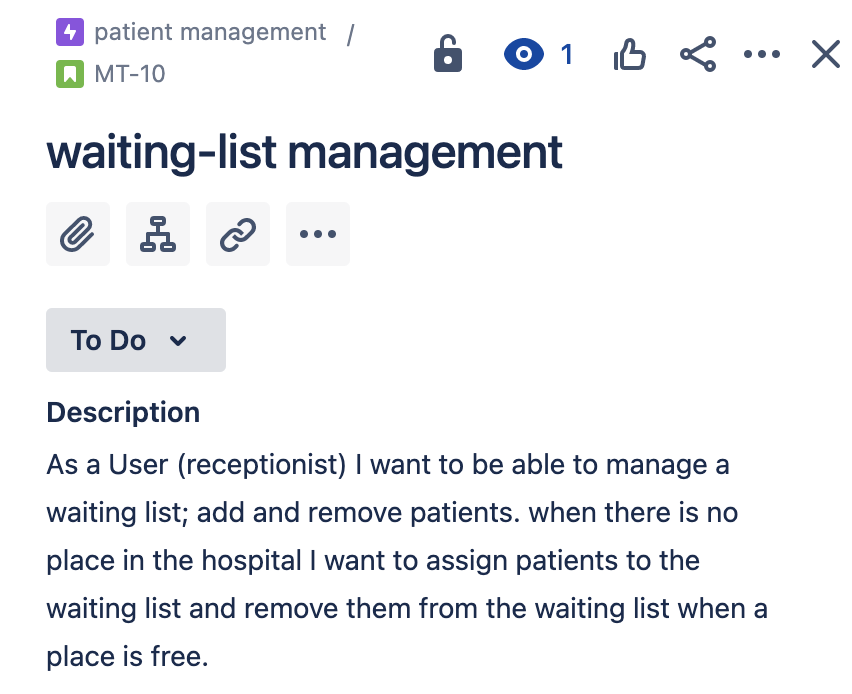 patient management /
MT-10
1
waiting-list management
To Do
Description
As a User (receptionist) I want to be able to manage a
waiting list; add and remove patients. when there is no
place in the hospital I want to assign patients to the
waiting list and remove them from the waiting list when a
place is free.